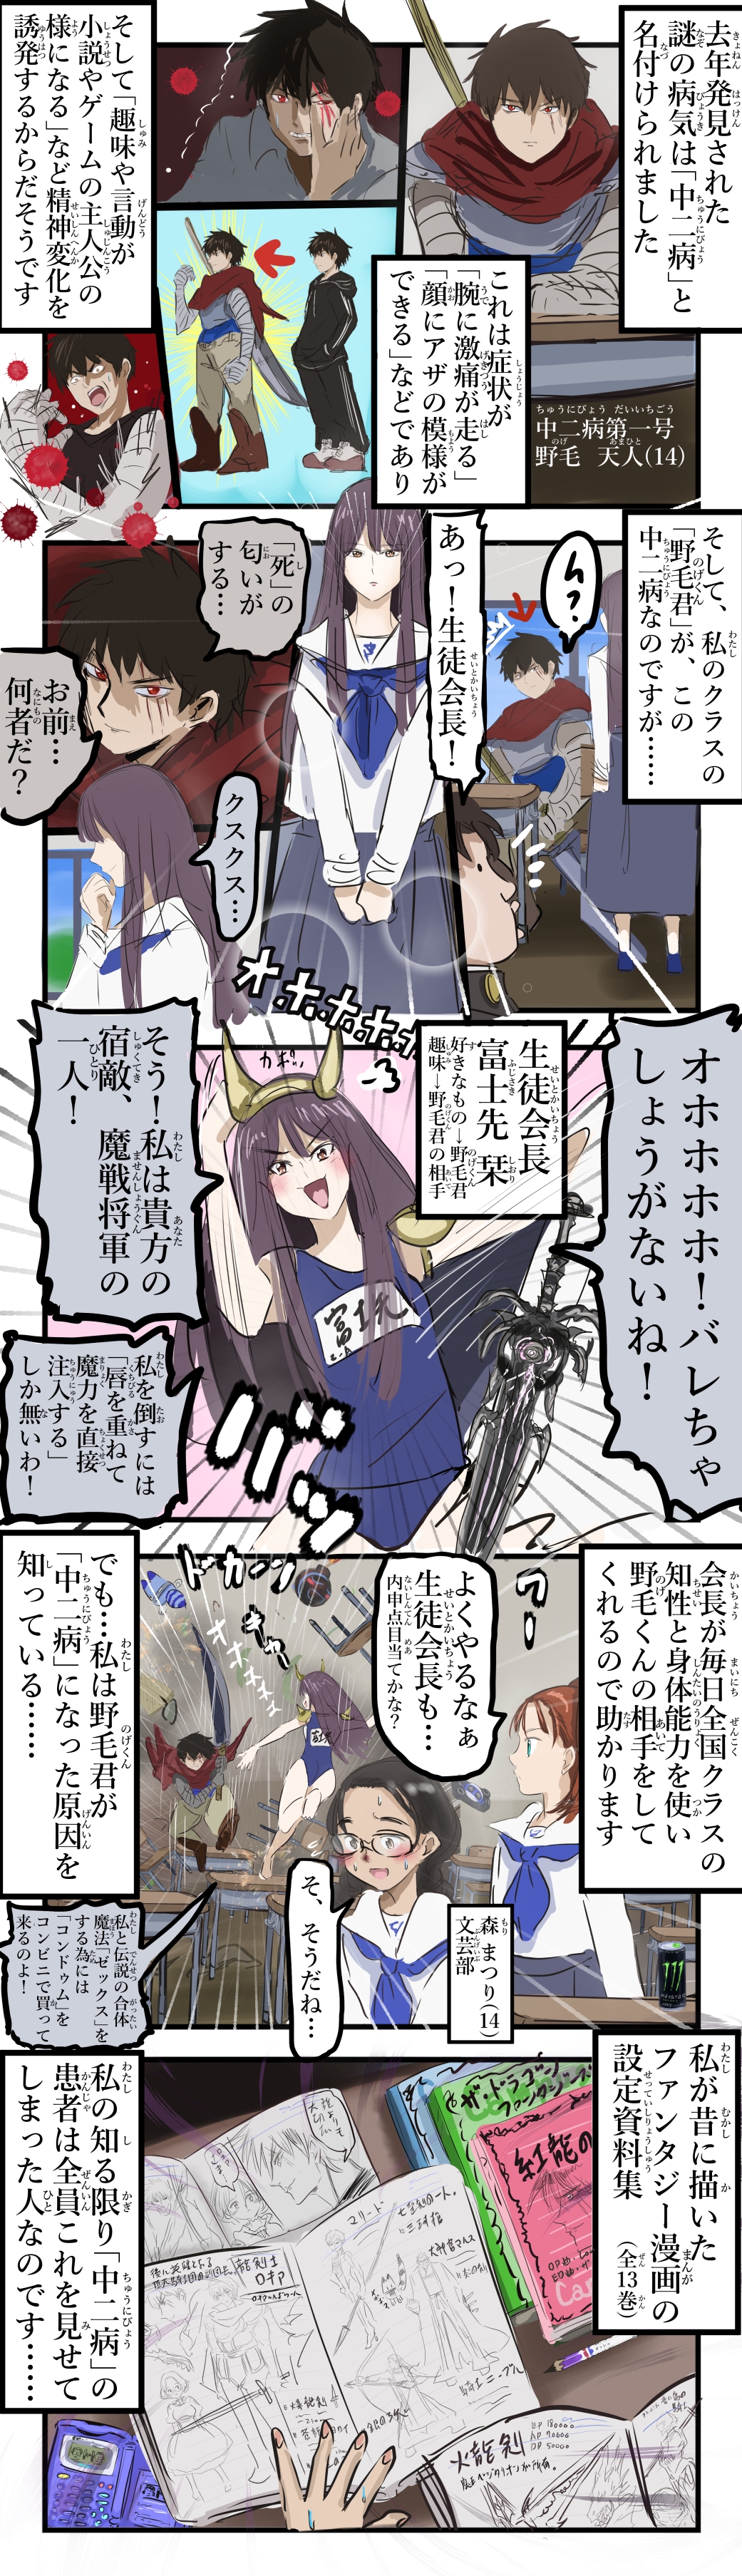 去年発見された
謎の病気は「中二病」と
名付けられました
中二病第一号
野毛 天人(14)
これは症状が
「腕に激痛が走る」
「顔にアザの模様が
できる」などであり
そして「趣味や言動が
小説やゲームの主人公の
様になる」など精神変化を
誘発するからだそうです
そして、私のクラスの
「野毛君」が、この
中二病なのですが……
ん?
あっ!生徒会長!
「死」の
匂いが
する…
お前…
何者だ?
クスクス…
オホホホホ!バレちゃ
しょうがないね!
オホホホホホ
生徒会長
富士先 栞
好きなもの→野毛君
趣味→野毛君の相手
カポッ
そう!私は貴方の
宿敵、魔戦将軍の
一人!
私を倒すには
「唇を重ねて
魔力を直接
注入する」
しか無いわ!
会長が毎日全国クラスの
知性と身体能力を使い
野毛くんの相手をして
くれるので助かります
よくやるなぁ
生徒会長も…
内申点目当てかな?
ドカーン
そ、そうだね…
森 まつり(14)
文芸部
でも…私は野毛君が
「中二病」になった原因を
知っている……
私と伝説の合体
魔法「ゼックス」を
する為には
「コンドゥム」を
コンビニで買って
来るのよ!
私が昔に描いた
ファンタジー漫画の
設定資料集
(全13巻)
私の知る限り「中二病」の
患者は全員これを見せて
しまった人なのです……
ザ・ドラゴン
紅龍の
火龍剣